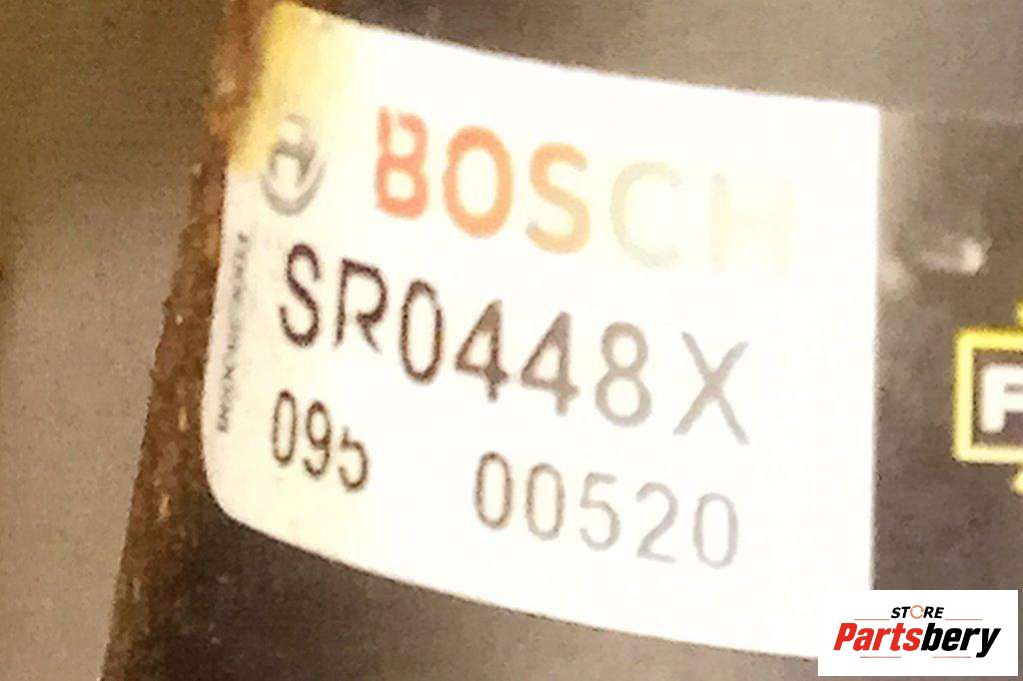 BOSCH
SR0448X
095 00520
STORE
Partsbery